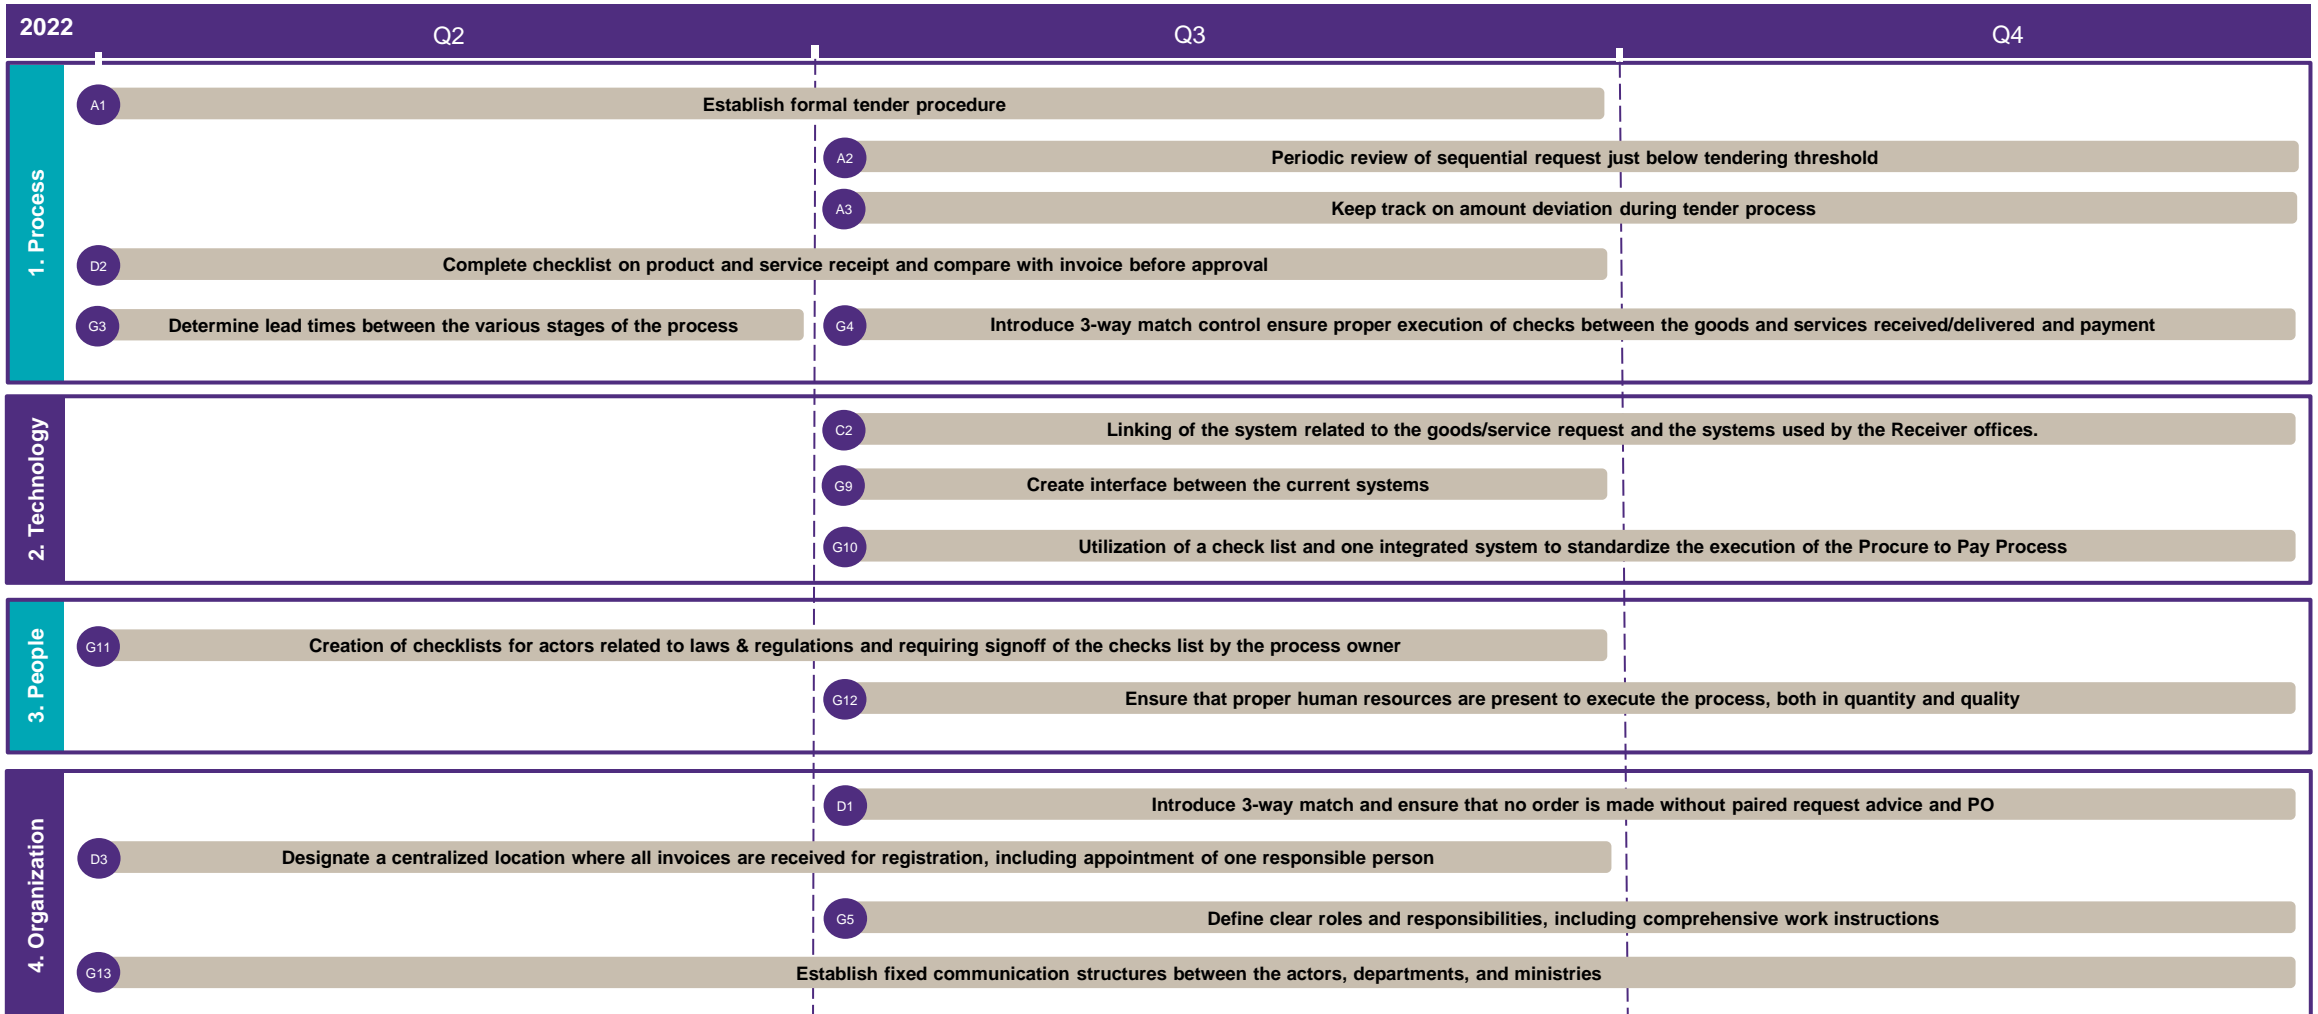 2022
Q2
Q3
Q4
1. Process
A1
Establish formal tender procedure
A2
Periodic review of sequential request just below tendering threshold
A3
Keep track on amount deviation during tender process
D2
Complete checklist on product and service receipt and compare with invoice before approval
G3
Determine lead times between the various stages of the process
G4
Introduce 3-way match control ensure proper execution of checks between the goods and services received/delivered and payment
2. Technology
C2
Linking of the system related to the goods/service request and the systems used by the Receiver offices.
G9
Create interface between the current systems
G10
Utilization of a check list and one integrated system to standardize the execution of the Procure to Pay Process
3. People
G11
Creation of checklists for actors related to laws & regulations and requiring signoff of the checks list by the process owner
G12
Ensure that proper human resources are present to execute the process, both in quantity and quality
4. Organization
D1
Introduce 3-way match and ensure that no order is made without paired request advice and PO
D3
Designate a centralized location where all invoices are received for registration, including appointment of one responsible person
G5
Define clear roles and responsibilities, including comprehensive work instructions
G13
Establish fixed communication structures between the actors, departments, and ministries